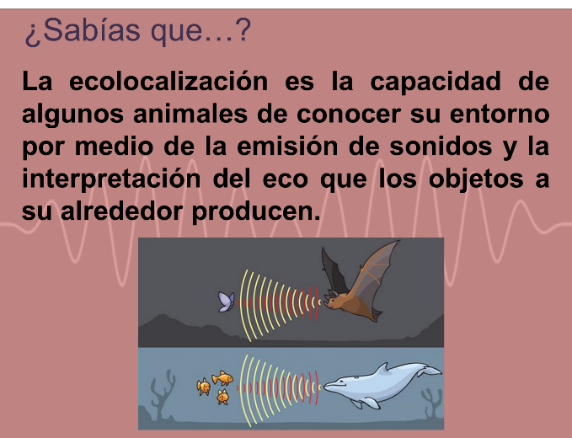 ¿Sabías que…?
La ecolocalización es la capacidad de
algunos animales de conocer su entorno
por medio de la emisión de sonidos y la
interpretación del eco que los objetos a
su alrededor producen.